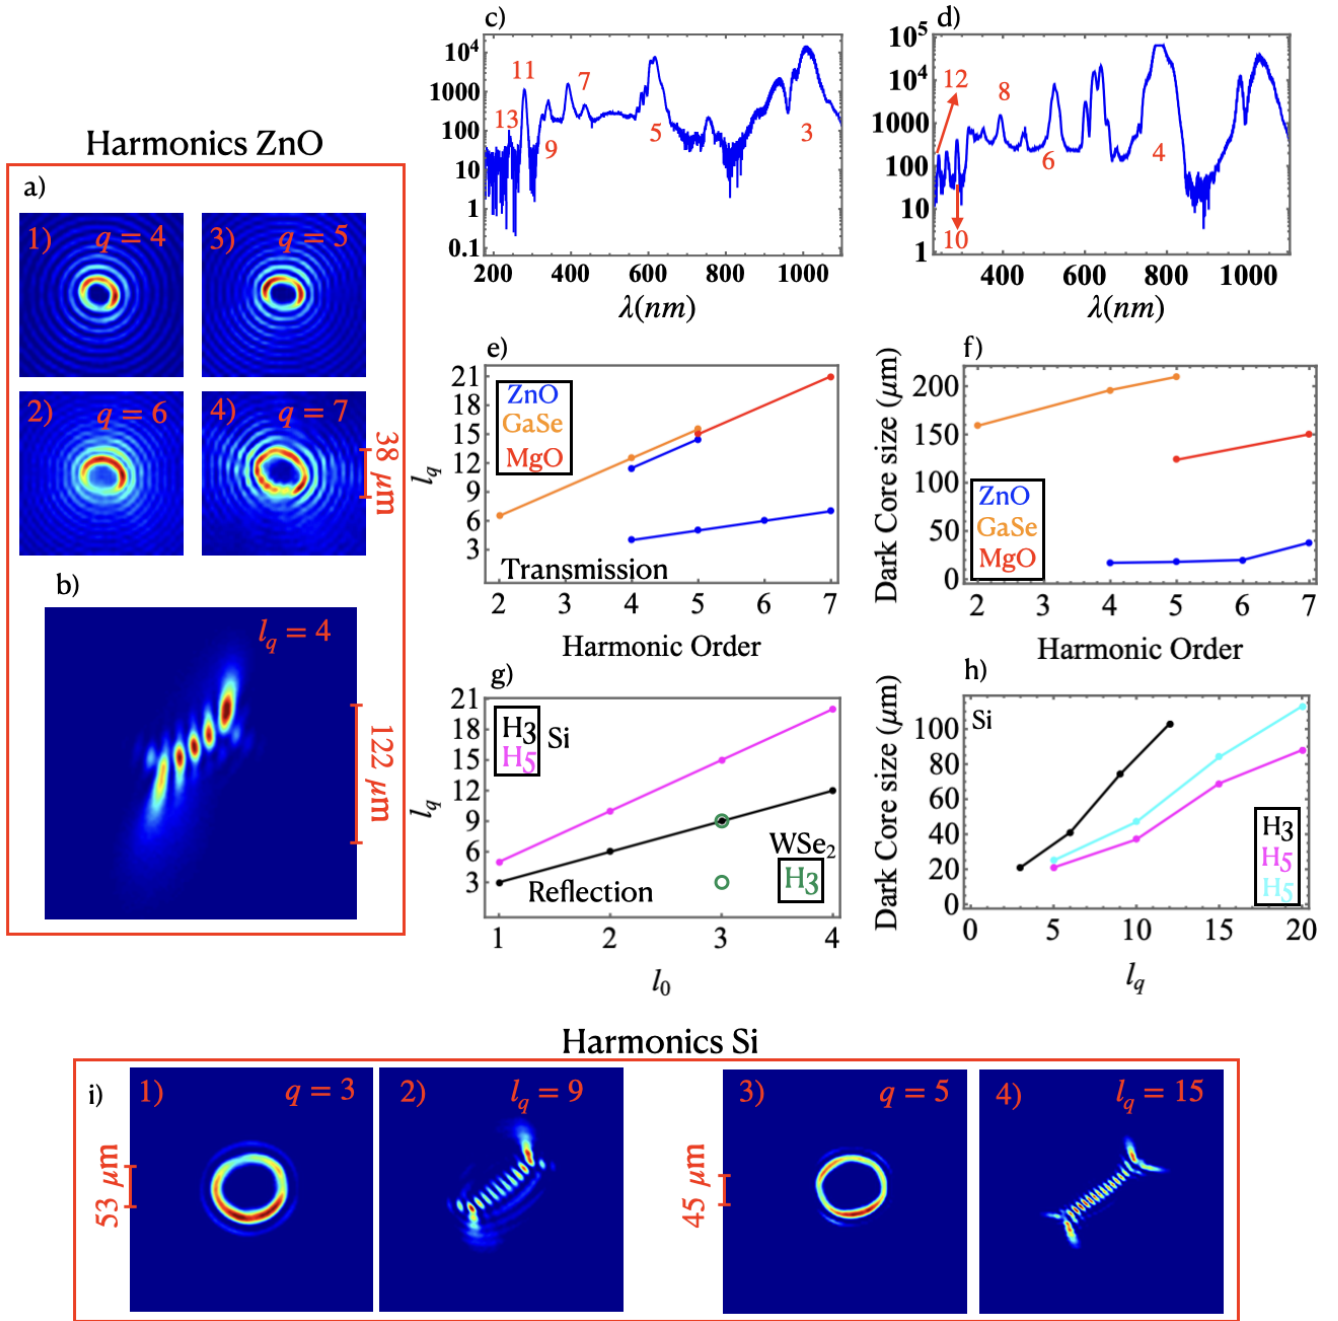 Harmonics ZnO
a)
1) q = 4
3) q = 5
2) q = 6
4) q = 7
38 μm
b)
l_q = 4
122 μm
c)
10^4
1000
100
10
1
0.1
11
7
13
9
5
3
200 400 600 800 1000
λ(nm)
d)
10^5
10^4
1000
100
10
1
12
8
6
4
10
400 600 800 1000
λ(nm)
e)
21
18
15
12
9
6
3
l_q
ZnO
GaSe
MgO
Transmission
2 3 4 5 6 7
Harmonic Order
f)
Dark Core size (μm)
200
150
100
50
0
ZnO
GaSe
MgO
2 3 4 5 6 7
Harmonic Order
g)
21
18
15
12
9
6
3
l_q
H3
H5
Si
WSe2
H3
Reflection
1 2 3 4
l_0
h)
Dark Core size (μm)
100
80
60
40
20
0
Si
H3
H5
H5
0 5 10 15 20
l_q
Harmonics Si
i)
1) q = 3
53 μm
2) l_q = 9
3) q = 5
45 μm
4) l_q = 15